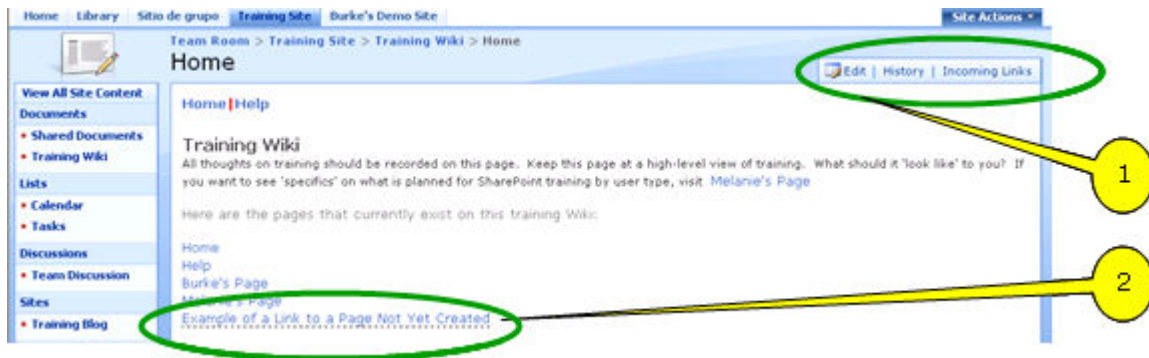 Home Library Sitio de grupo Training Site Burke's Demo Site Site Actions
Team Room > Training Site > Training Wiki > Home
Home
Edit | History | Incoming Links
View All Site Content
Documents
• Shared Documents
• Training Wiki
Lists
• Calendar
• Tasks
Discussions
• Team Discussion
Sites
• Training Blog
Home|Help
Training Wiki
All thoughts on training should be recorded on this page. Keep this page at a high-level view of training. What should it 'look like' to you? If
you want to see 'specifics' on what is planned for SharePoint training by user type, visit Melanie's Page
Here are the pages that currently exist on this training Wiki:
Home
Help
Burke's Page
Melanie's Page
Example of a Link to a Page Not Yet Created
1
2